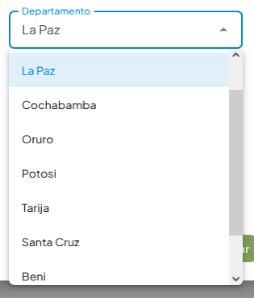 Departamento
La Paz
La Paz
Cochabamba
Oruro
Potosi
Tarija
Santa Cruz
Beni